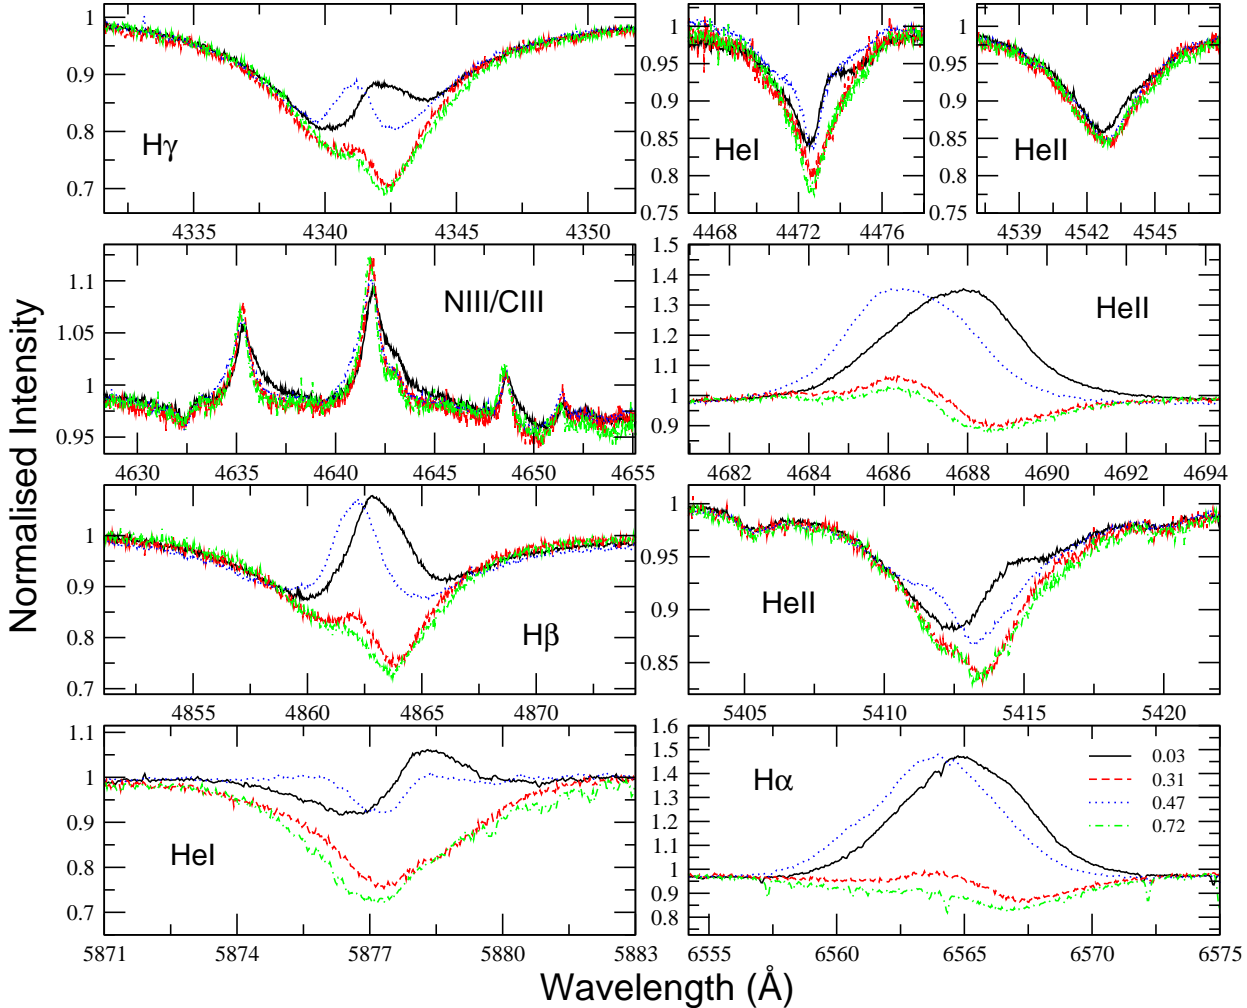 Normalised Intensity
1
0.9
0.8
0.7
Hγ
4335 4340 4345 4350
1
0.95
0.9
0.85
0.8
0.75
HeI
4468 4472 4476
1
0.95
0.9
0.85
0.8
0.75
HeII
4539 4542 4545
1.1
1.05
1
0.95
NIII/CIII
4630 4635 4640 4645 4650 4655
1.5
1.4
1.3
1.2
1.1
1
0.9
HeII
4682 4684 4686 4688 4690 4692 4694
1
0.9
0.8
0.7
Hβ
4855 4860 4865 4870
1
0.95
0.9
0.85
HeII
5405 5410 5415 5420
1.1
1
0.9
0.8
0.7
HeI
5871 5874 5877 5880 5883
1.6
1.5
1.4
1.3
1.2
1.1
1
0.9
0.8
Hα
0.03
0.31
0.47
0.72
6555 6560 6565 6570 6575
Wavelength (Å)